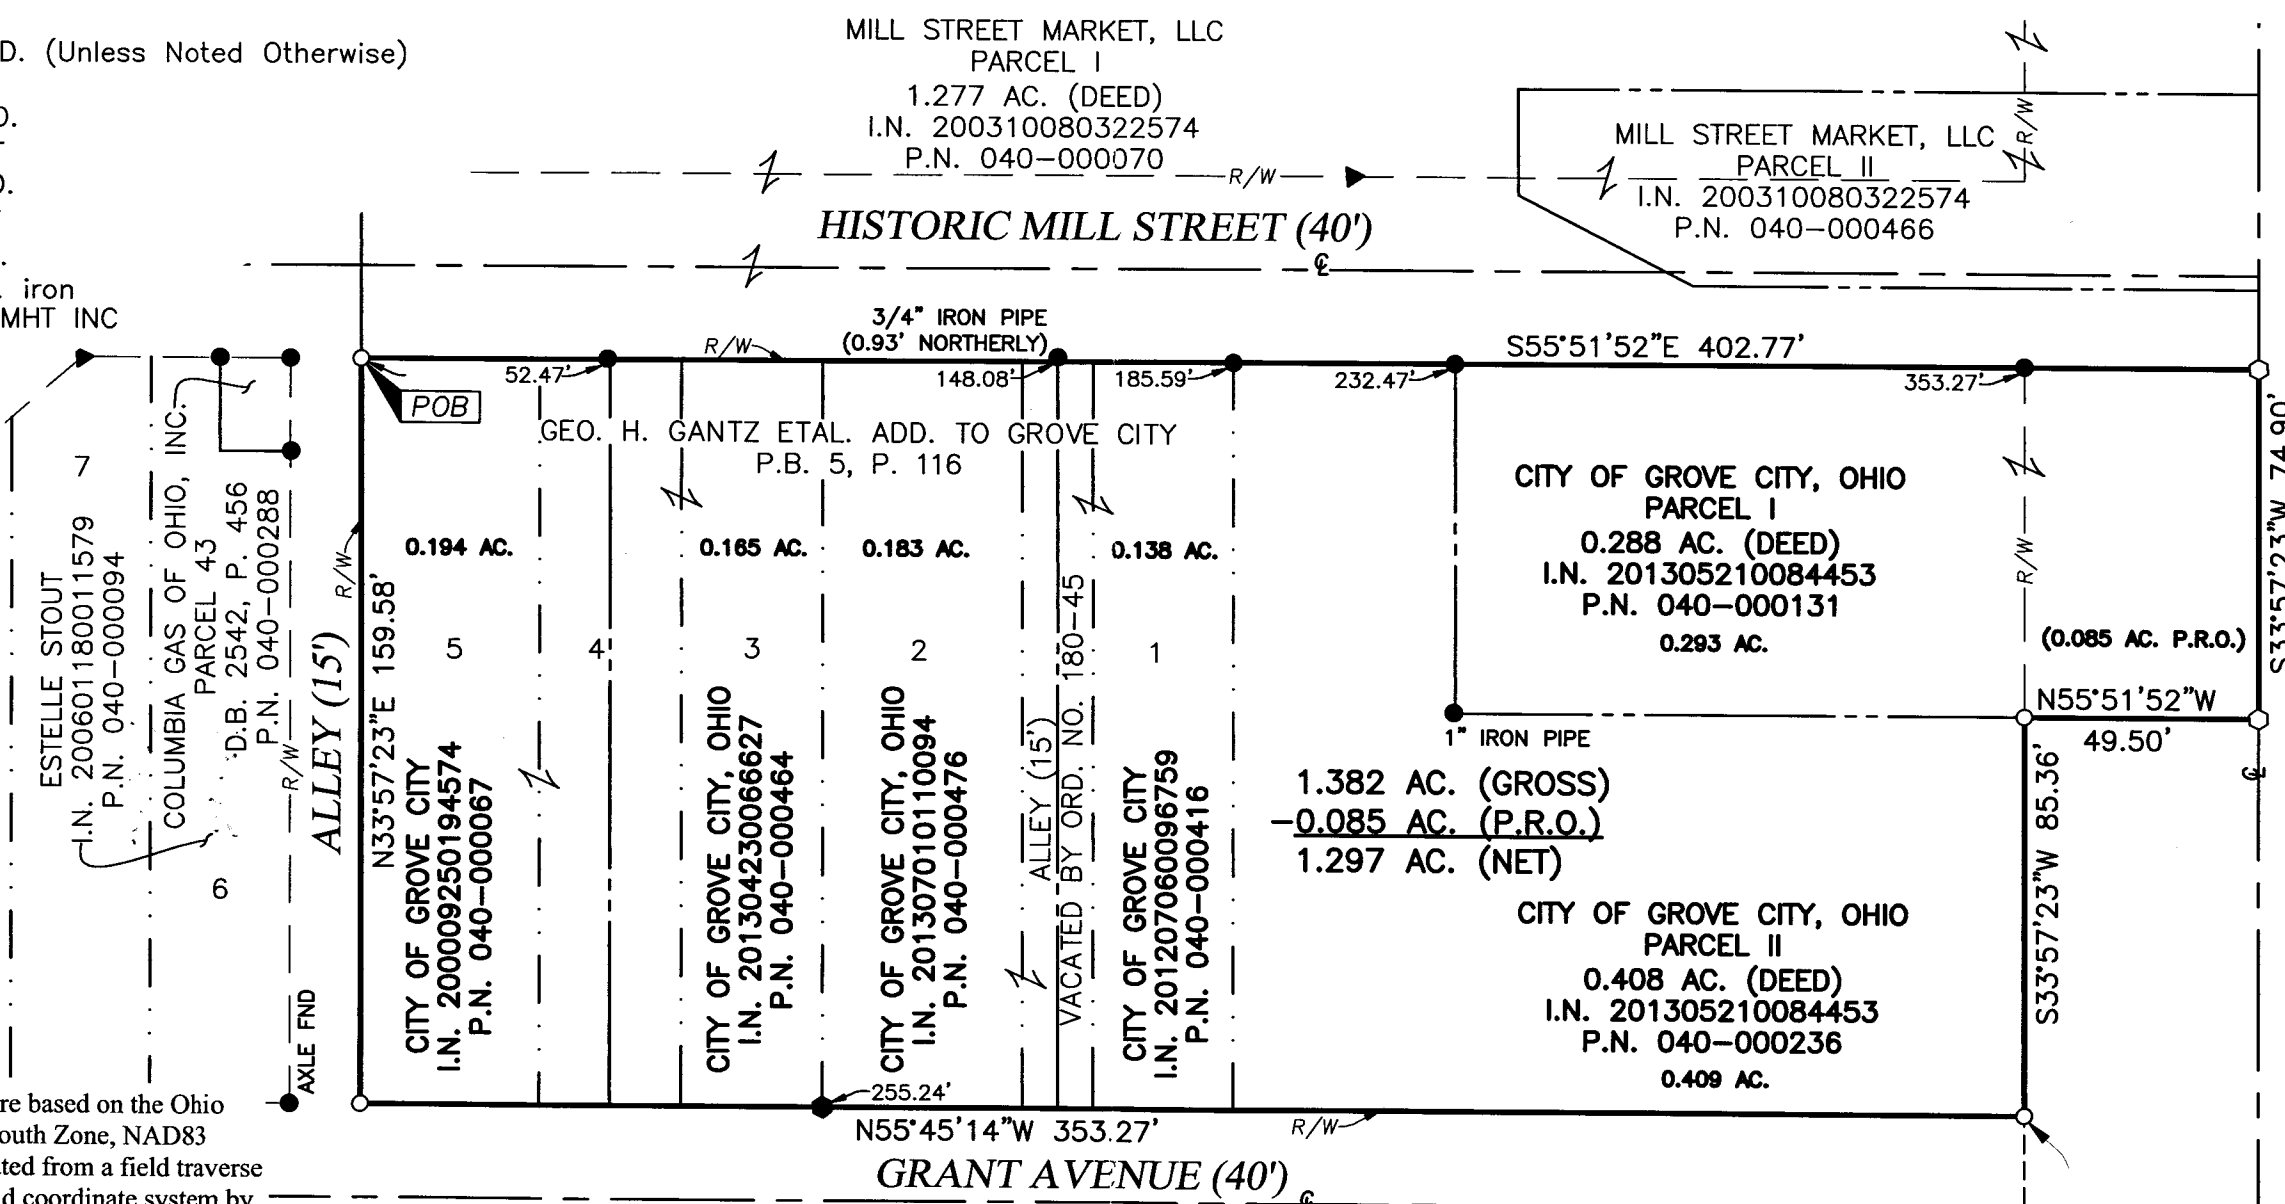 D. (Unless Noted Otherwise)
D.
D.
iron
MHT INC
MILL STREET MARKET, LLC
PARCEL I
1.277 AC. (DEED)
I.N. 200310080322574
P.N. 040-000070
R/W
MILL STREET MARKET, LLC
PARCEL II
I.N. 200310080322574
P.N. 040-000466
R/W
HISTORIC MILL STREET (40')
℄
3/4" IRON PIPE
(0.93' NORTHERLY)
R/W
S55°51'52"E 402.77'
52.47'
148.08'
185.59'
232.47'
353.27'
POB
GEO. H. GANTZ ETAL. ADD. TO GROVE CITY
P.B. 5, P. 116
S33°57'23"W 74.90'
7
ESTELLE STOUT
I.N. 200601180011579
P.N. 040-000094
COLUMBIA GAS OF OHIO, INC.
PARCEL 43
D.B. 2542, P. 456
P.N. 040-000288
R/W
6
AXLE FND
ALLEY (15')
R/W
N33°57'23"E 159.58'
0.194 AC.
5
CITY OF GROVE CITY
I.N. 200009250194574
P.N. 040-000067
4
0.165 AC.
3
CITY OF GROVE CITY, OHIO
I.N. 201304230066627
P.N. 040-000464
0.183 AC.
2
CITY OF GROVE CITY, OHIO
I.N. 201307010110094
P.N. 040-000476
ALLEY (15')
VACATED BY ORD. NO. 180-45
0.138 AC.
1
CITY OF GROVE CITY
I.N. 201207060096759
P.N. 040-000416
CITY OF GROVE CITY, OHIO
PARCEL I
0.288 AC. (DEED)
I.N. 201305210084453
P.N. 040-000131
0.293 AC.
R/W
(0.085 AC. P.R.O.)
N55°51'52"W
49.50'
℄
1" IRON PIPE
1.382 AC. (GROSS)
-0.085 AC. (P.R.O.)
1.297 AC. (NET)
CITY OF GROVE CITY, OHIO
PARCEL II
0.408 AC. (DEED)
I.N. 201305210084453
P.N. 040-000236
0.409 AC.
S33°57'23"W 85.36'
255.24'
N55°45'14"W 353.27'
R/W
GRANT AVENUE (40')
℄
re based on the Ohio
outh Zone, NAD83
ted from a field traverse
d coordinate system by